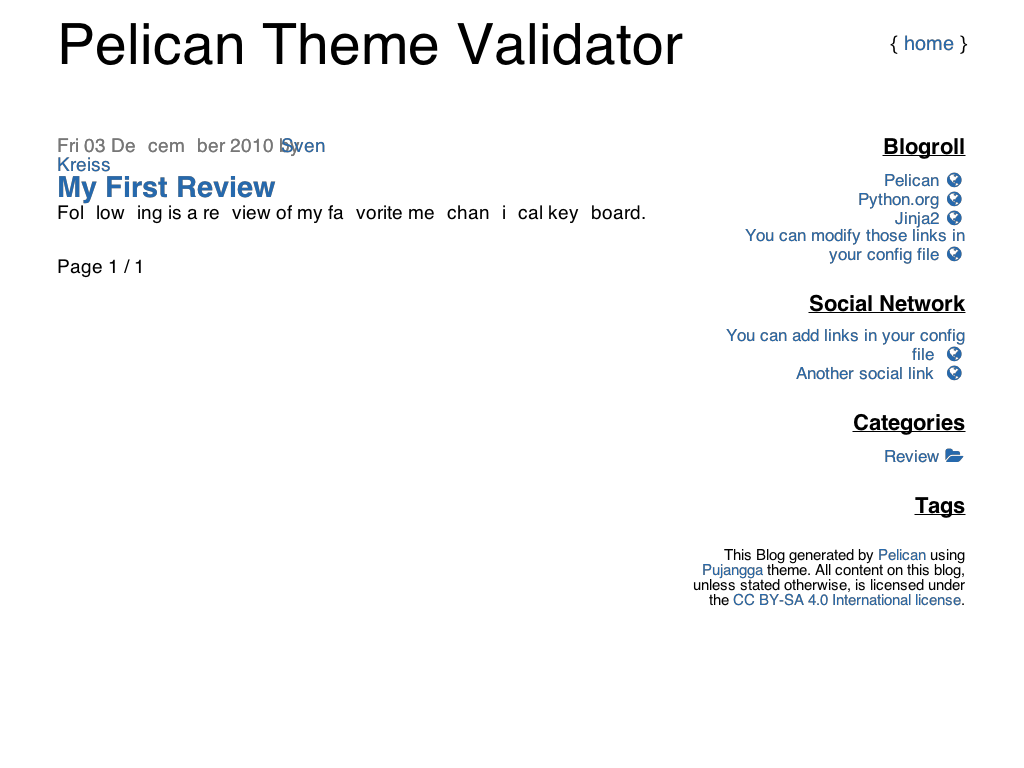 Pelican Theme Validator
{ home }
Fri 03 De cem ber 2010 by Sven
Kreiss
My First Review
Fol low ing is a re view of my fa vorite me chan i cal key board.
Page 1 / 1
Blogroll
Pelican
Python.org
Jinja2
You can modify those links in
your config file
Social Network
You can add links in your config
file
Another social link
Categories
Review
Tags
This Blog generated by Pelican using
Pujangga theme. All content on this blog,
unless stated otherwise, is licensed under
the CC BY-SA 4.0 International license.